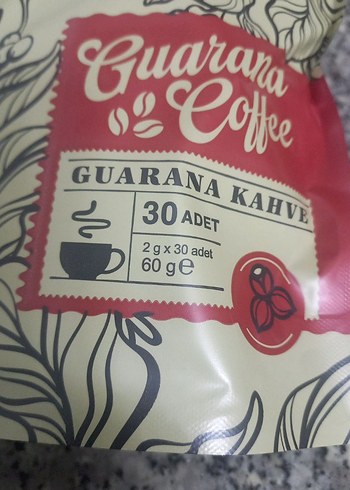 Guarana
Coffee
GUARANA KAHVE
30 ADET
2 g x 30 adet
60 g ℮